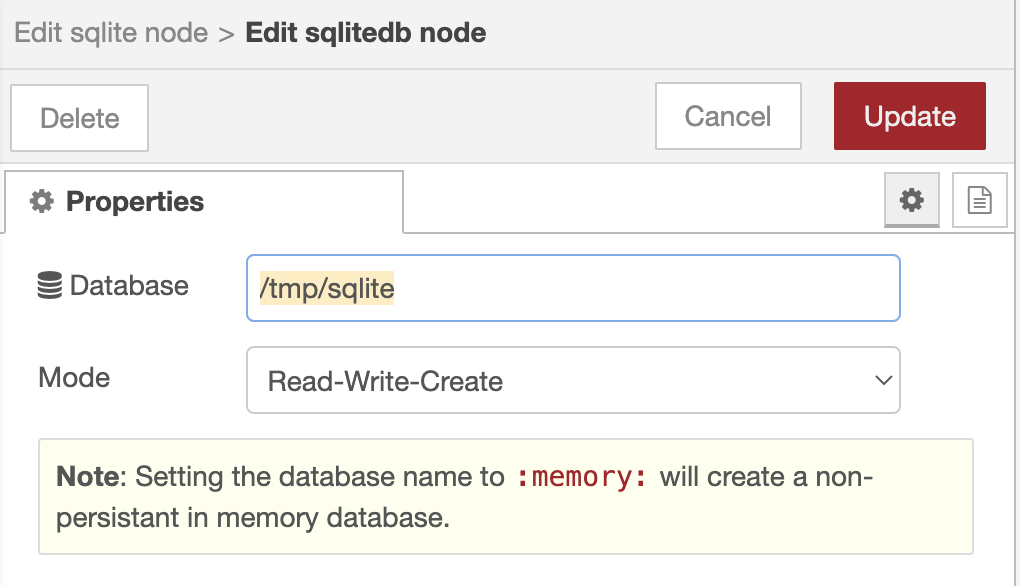 Edit sqlite node > Edit sqlitedb node
Delete Cancel Update
Properties
Database /tmp/sqlite
Mode Read-Write-Create
Note: Setting the database name to :memory: will create a non-
persistant in memory database.